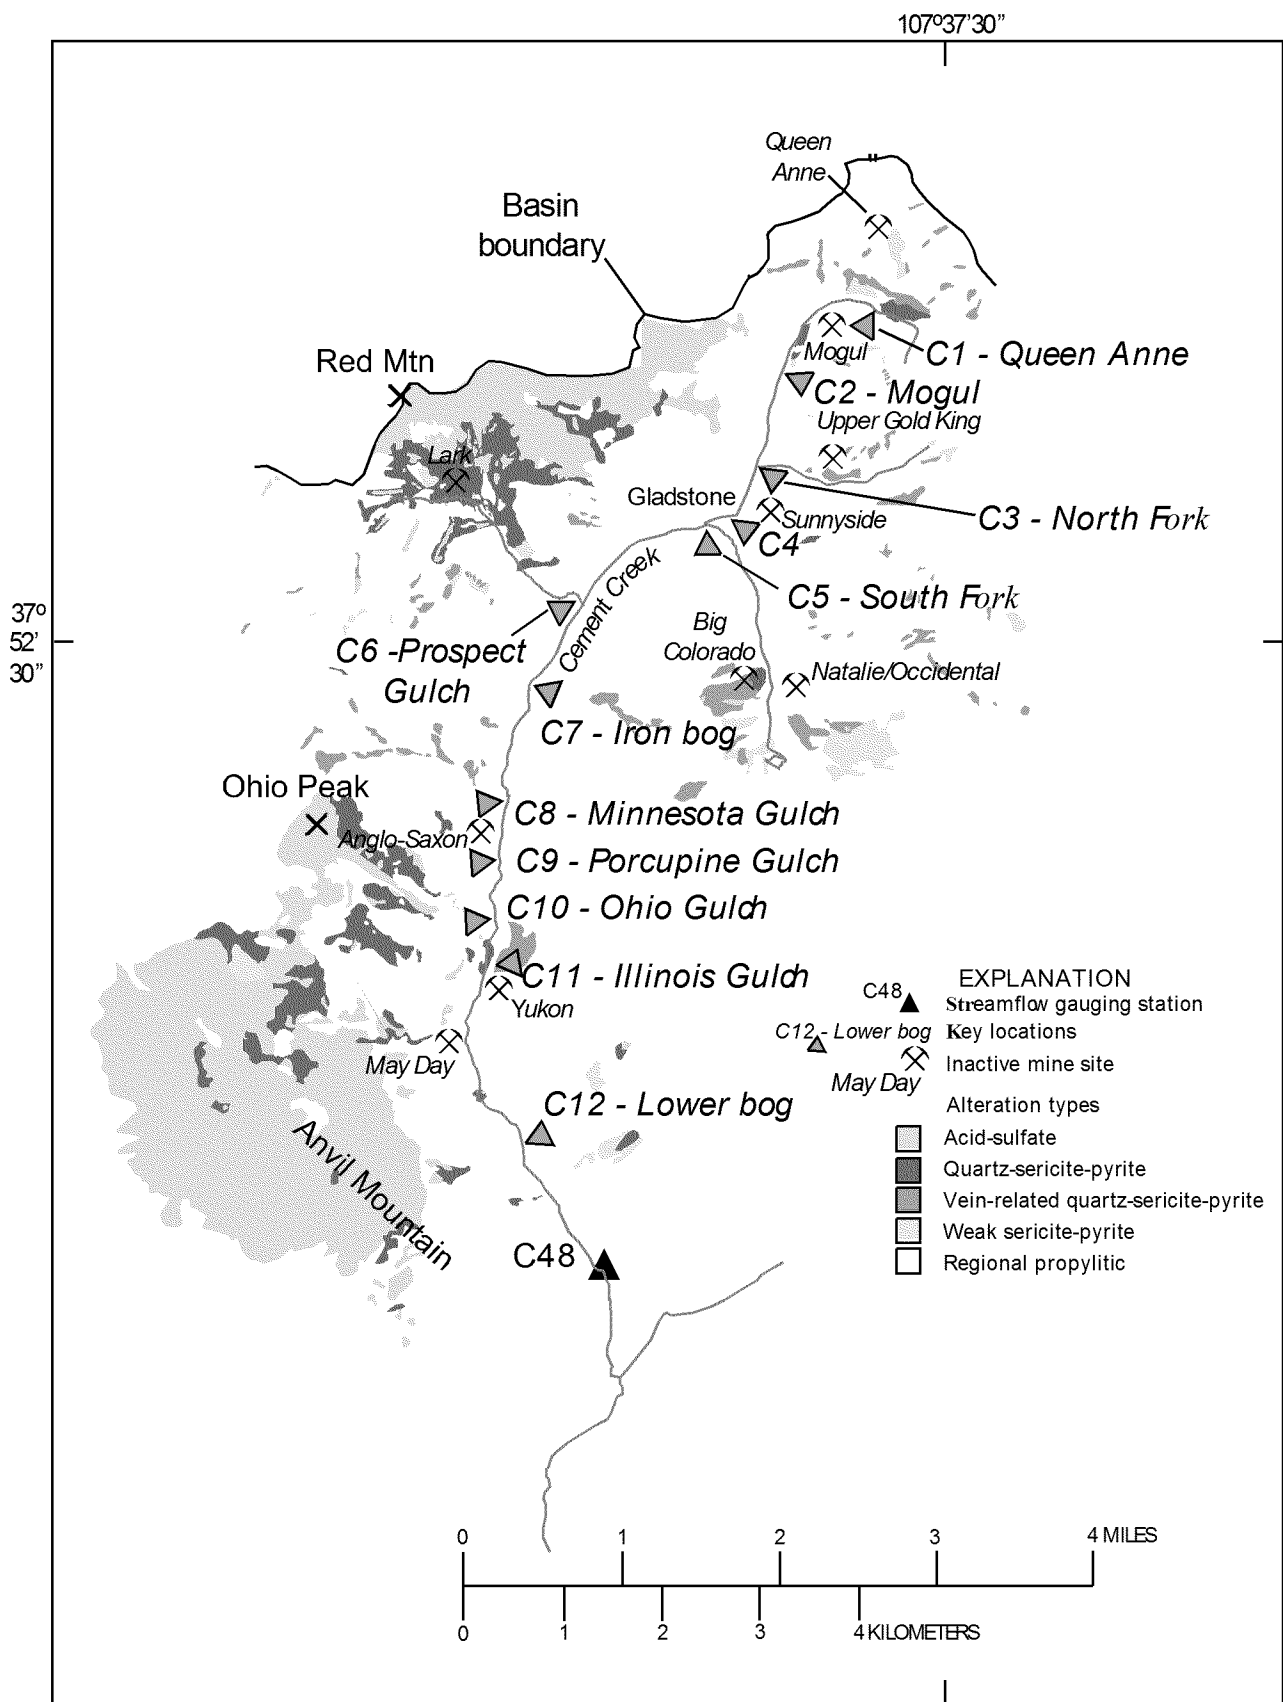 107º37'30"
Queen
Anne
Basin
boundary
Red Mtn
Mogul
C1 - Queen Anne
C2 - Mogul
Upper Gold King
Lark
Gladstone
Sunnyside
C3 - North Fork
C4
Cement Creek
C5 - South Fork
37º
52'
30"
C6 -Prospect
Gulch
Big
Colorado
Natalie/Occidental
C7 - Iron bog
Ohio Peak
C8 - Minnesota Gulch
Anglo-Saxon
C9 - Porcupine Gulch
C10 - Ohio Gulch
C11 - Illinois Gulch
Yukon
May Day
C12 - Lower bog
Anvil Mountain
C48
EXPLANATION
C48
Streamflow gauging station
C12 - Lower bog
Key locations
Inactive mine site
May Day
Alteration types
Acid-sulfate
Quartz-sericite-pyrite
Vein-related quartz-sericite-pyrite
Weak sericite-pyrite
Regional propylitic
0 1 2 3 4 MILES
0 1 2 3 4 KILOMETERS